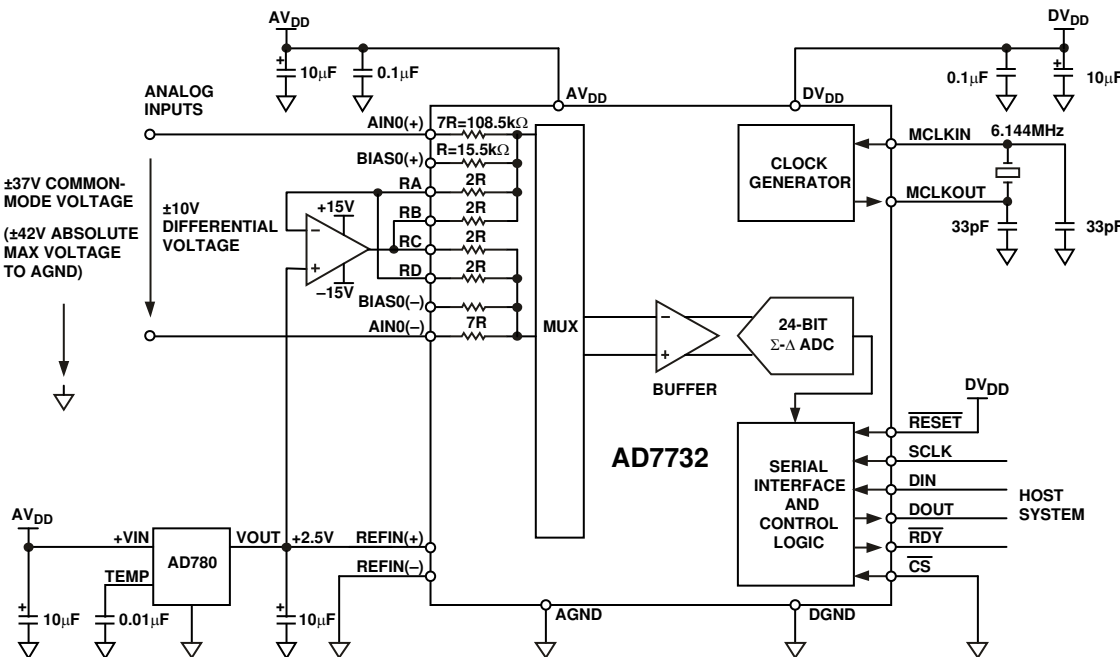 AVDD
10µF
0.1µF
DVDD
0.1µF
10µF
ANALOG
INPUTS
AVDD
DVDD
AIN0(+)
7R=108.5kΩ
BIAS0(+)
R=15.5kΩ
RA
2R
RB
2R
RC
2R
RD
2R
BIAS0(–)
AIN0(–)
7R
±37V COMMON-
MODE VOLTAGE
(±42V ABSOLUTE
MAX VOLTAGE
TO AGND)
±10V
DIFFERENTIAL
VOLTAGE
+15V
–
+
–15V
MUX
CLOCK
GENERATOR
MCLKIN
6.144MHz
MCLKOUT
33pF
33pF
–
+
BUFFER
24-BIT
Σ-Δ ADC
AD7732
SERIAL
INTERFACE
AND
CONTROL
LOGIC
DVDD
RESET
SCLK
DIN
DOUT
RDY
CS
HOST
SYSTEM
AVDD
+VIN
AD780
VOUT
+2.5V
REFIN(+)
TEMP
REFIN(–)
10µF
0.01µF
10µF
AGND
DGND